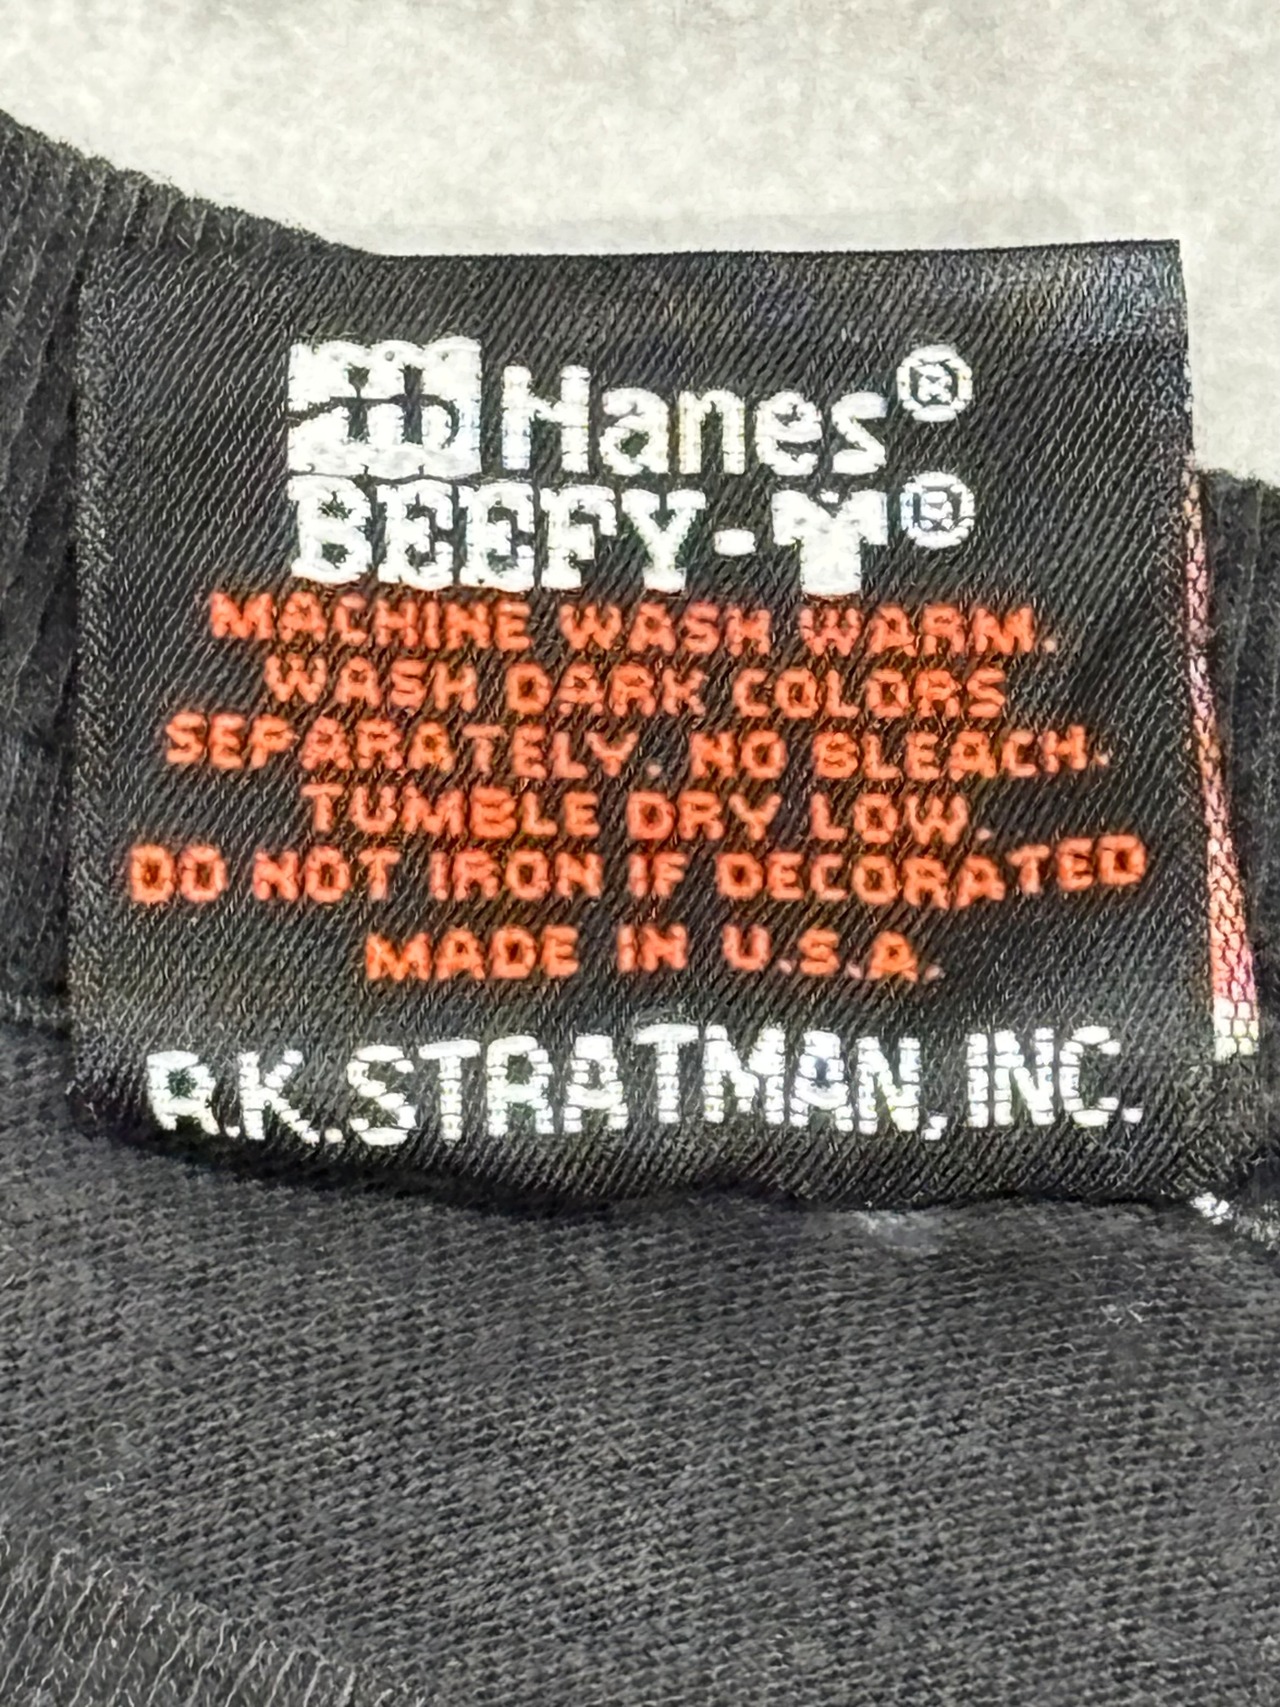 Hanes®
BEEFY-T®
MACHINE WASH WARM.
WASH DARK COLORS
SEPARATELY. NO BLEACH.
TUMBLE DRY LOW.
DO NOT IRON IF DECORATED
MADE IN U.S.A.
R.K.STRATMAN, INC.